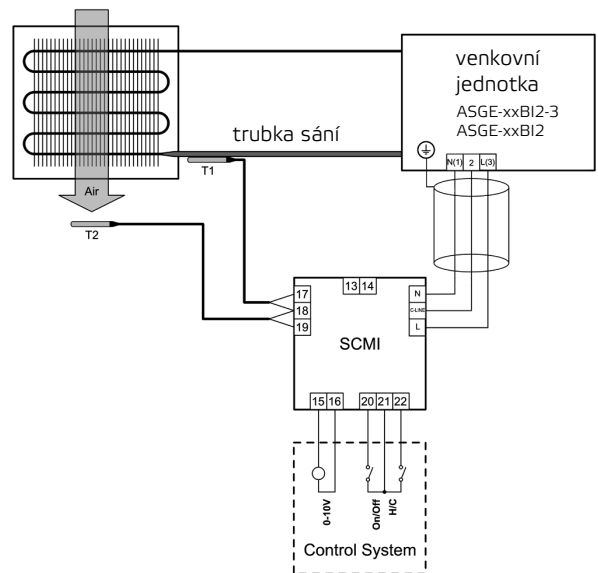 venkovní
jednotka
ASGE-xxBI2-3
ASGE-xxBI2
trubka sání
N(1) 2 L(3)
T1
Air
T2
13 14
17
18
19
N
C-LINE
L
SCMI
15 16 20 21 22
0-10V
On/Off
H/C
Control System